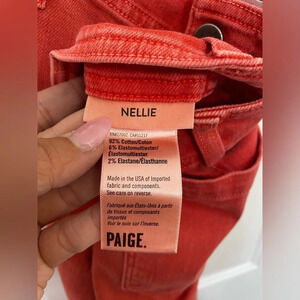 NELLIE
92% Cotton/Coton
6% Elastomultiester/
Elastomultiester
2% Elastane/Élasthanne
Made in the USA of imported
fabric and components.
See care on reverse.
Fabriqué aux États-Unis à partir
de tissus et composants
importés
Voir le soin sur l'inverse.
PAIGE.